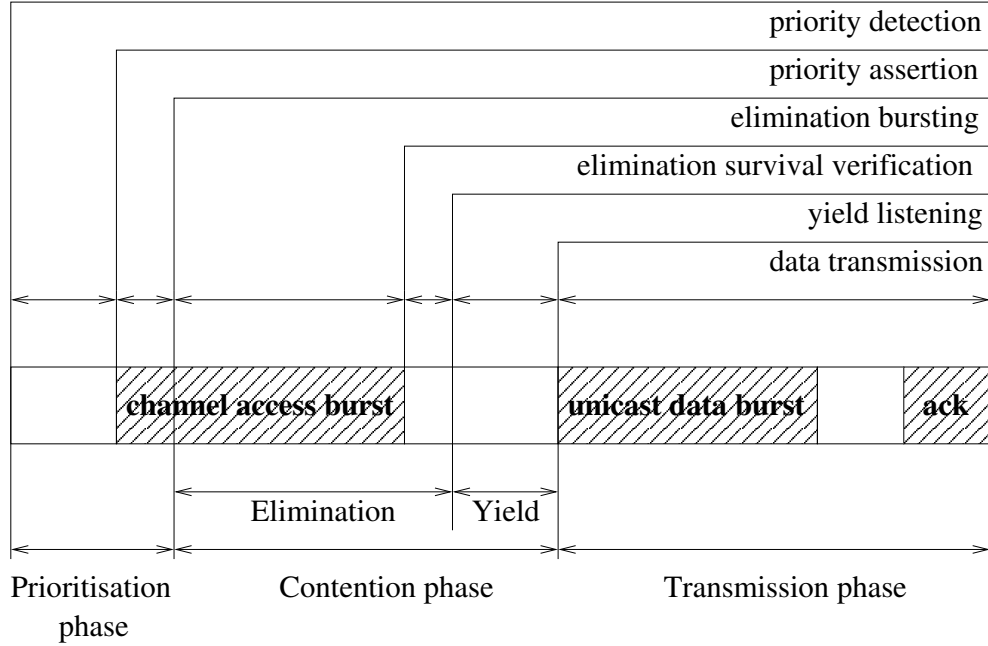 priority detection
priority assertion
elimination bursting
elimination survival verification
yield listening
data transmission
channel access burst
unicast data burst
ack
Elimination
Yield
Prioritisation
phase
Contention phase
Transmission phase